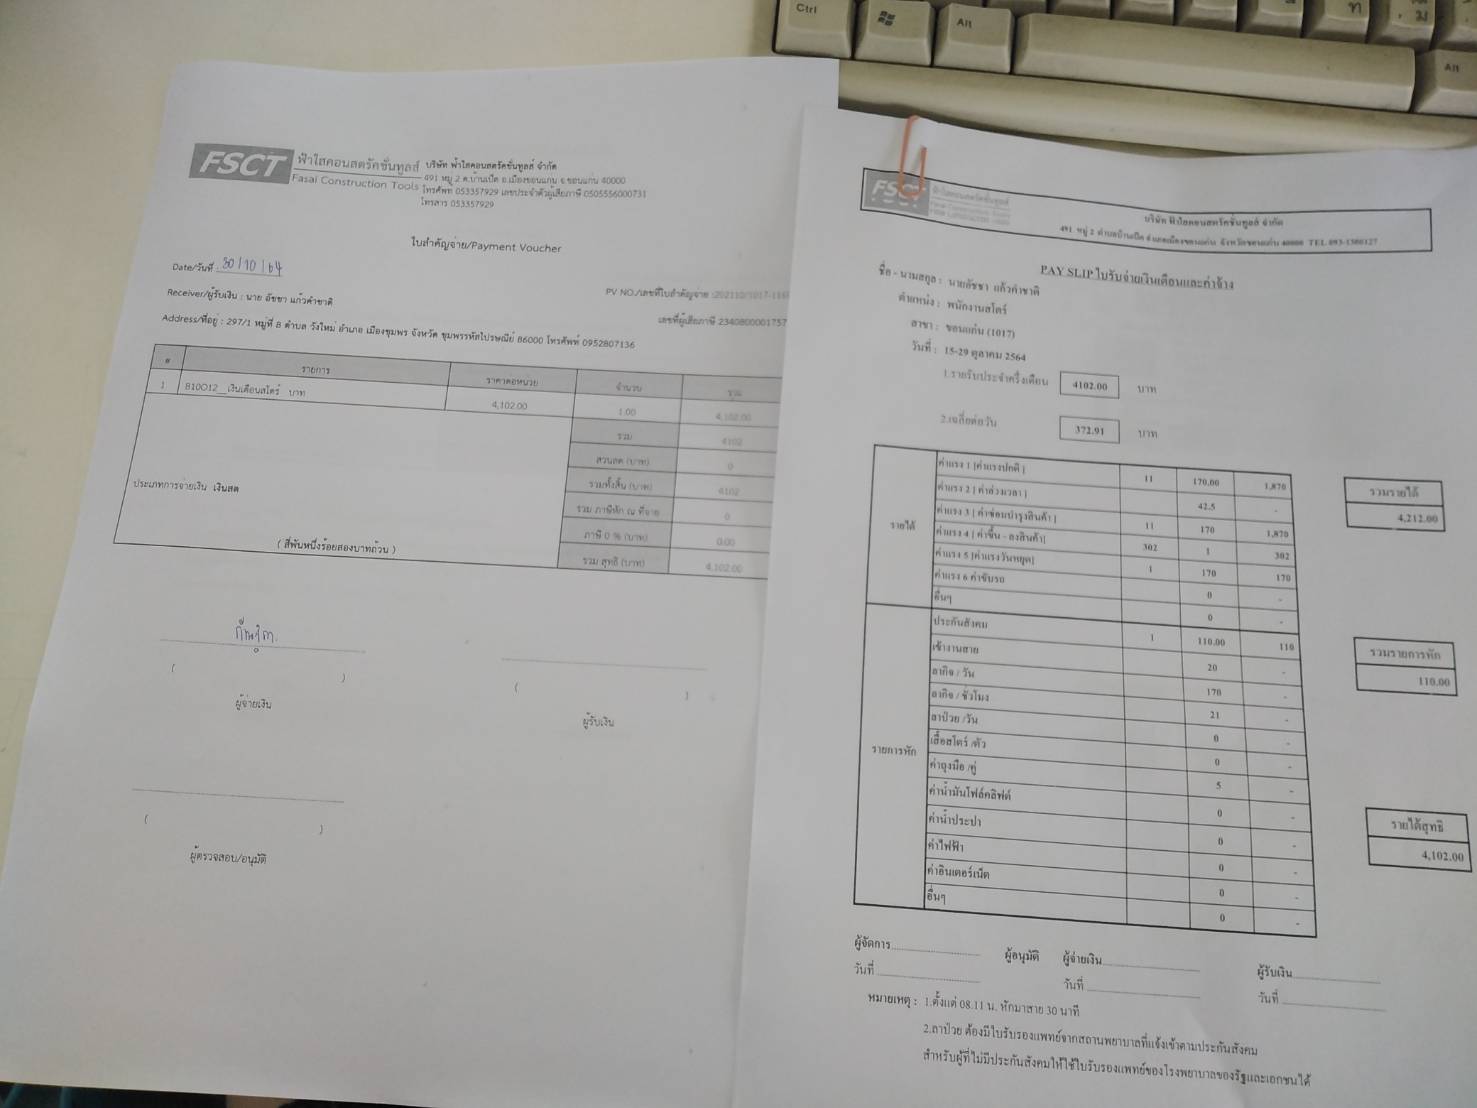 Ctrl
Alt
Alt
FSCT
ฟ้าใสคอนสตรัคชั่นทูลส์
Fasai Construction Tools
บริษัท ฟ้าใสคอนสตรัคชั่นทูลส์ จำกัด
491 หมู่ 2 ต.บ้านเป็ด อ.เมืองขอนแก่น จ.ขอนแก่น 40000
โทรศัพท์ 053357929 เลขประจำตัวผู้เสียภาษี 0505556000731
โทรสาร 053357929
ใบสำคัญจ่าย/Payment Voucher
Date/วันที่ : 30/10/64
Receiver/ผู้รับเงิน : นาย อัชชา แก้วคำชาติ
PV NO./เลขที่ใบสำคัญจ่าย :202110/1017-
เลขที่ผู้เสียภาษี 2340800001757
Address/ที่อยู่ : 297/1 หมู่ที่ 8 ตำบล วังใหม่ อำเภอ เมืองชุมพร จังหวัด ชุมพรรหัสไปรษณีย์ 86000 โทรศัพท์ 0952807136
# รายการ ราคาต่อหน่วย จำนวน รวม
1 810012__เงินเดือนสโตร์ บาท 4,102.00 1.00 4,102.00
รวม 4102
ส่วนลด (บาท) 0
ประเภทการจ่ายเงิน เงินสด
รวมทั้งสิ้น (บาท) 4102
รวม ภาษีหัก ณ ที่จ่าย 0
ภาษี 0 % (บาท) 0.00
( สี่พันหนึ่งร้อยสองบาทถ้วน )
รวม สุทธิ (บาท) 4,102.00
( )
ผู้จ่ายเงิน
( )
ผู้รับเงิน
( )
ผู้ตรวจสอบ/อนุมัติ
FSCT
ฟ้าใสคอนสตรัคชั่นทูลส์
บริษัท ฟ้าใสคอนสตรัคชั่นทูลส์ จำกัด
491 หมู่ 2 ตำบลบ้านเป็ด อำเภอเมืองขอนแก่น จังหวัดขอนแก่น 40000 TEL 093-1300127
PAY SLIP ใบรับจ่ายเงินเดือนและค่าจ้าง
ชื่อ - นามสกุล : นายอัชชา แก้วคำชาติ
ตำแหน่ง : พนักงานสโตร์
สาขา : ขอนแก่น (1017)
วันที่ : 15-29 ตุลาคม 2564
1.รายรับประจำครึ่งเดือน 4102.00 บาท
2.เฉลี่ยต่อวัน 372.91 บาท
รายได้
ค่าแรง 1 [ค่าแรงปกติ ] 11 170.00 1,870
ค่าแรง 2 [ ค่าล่วงเวลา ] 42.5 -
ค่าแรง 3 [ ค่าซ่อมบำรุงสินค้า ] 11 170 1,870
ค่าแรง 4 [ ค่าขึ้น - ลงสินค้า] 302 1 302
ค่าแรง 5 [ค่าแรงวันหยุด] 1 170 170
ค่าแรง 6 ค่าขับรถ 0 -
อื่นๆ 0 -
รวมรายได้
4,212.00
รายการหัก
ประกันสังคม 1 110.00 110
เข้างานสาย 20 -
ลากิจ / วัน 170 -
ลากิจ / ชั่วโมง 21 -
ลาป่วย /วัน 0 -
เสื้อสโตร์ /ตัว 0 -
ค่าถุงมือ /คู่ 5 -
ค่าน้ำมันโฟล์คลิฟต์ 0 -
ค่าน้ำประปา 0 -
ค่าไฟฟ้า 0 -
ค่าอินเตอร์เน็ต 0 -
อื่นๆ 0 -
รวมรายการหัก
110.00
รายได้สุทธิ
4,102.00
ผู้จัดการ ผู้อนุมัติ ผู้จ่ายเงิน ผู้รับเงิน
วันที่ วันที่ วันที่
หมายเหตุ : 1.ตั้งแต่ 08.11 น. หักมาสาย 30 นาที
2.ลาป่วย ต้องมีใบรับรองแพทย์จากสถานพยาบาลที่แจ้งเข้าตามประกันสังคม
สำหรับผู้ที่ไม่มีประกันสังคมให้ใช้ใบรับรองแพทย์ของโรงพยาบาลของรัฐและเอกชนได้